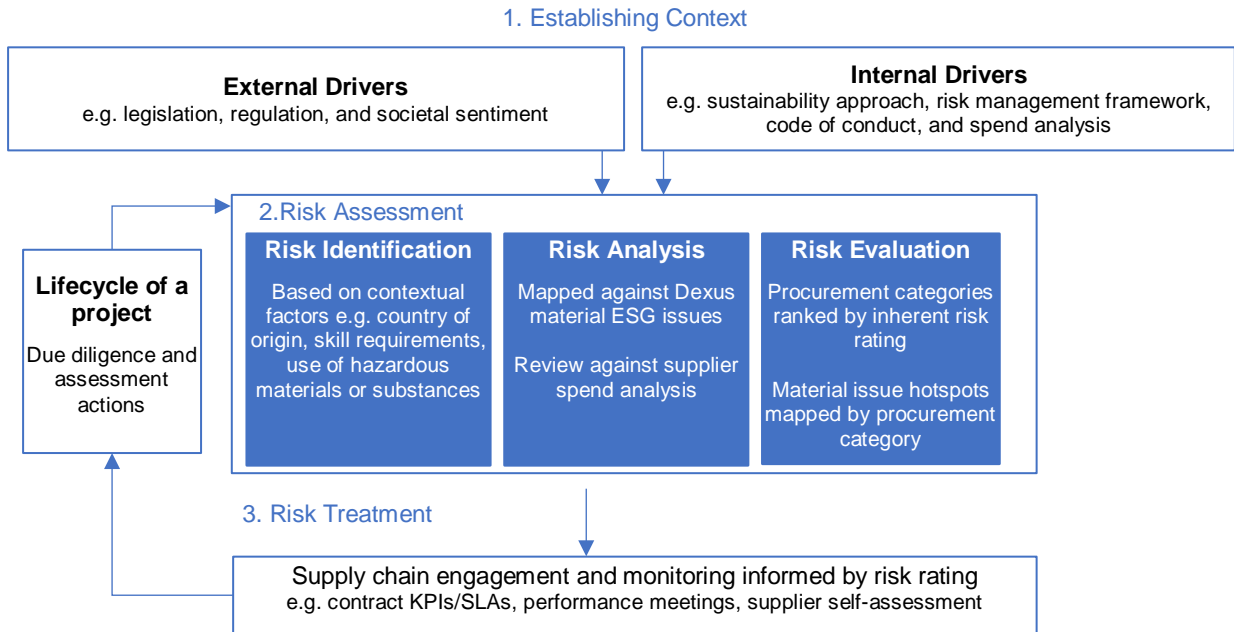 1. Establishing Context
External Drivers
e.g. legislation, regulation, and societal sentiment
Internal Drivers
e.g. sustainability approach, risk management framework,
code of conduct, and spend analysis
2.Risk Assessment
Risk Identification
Based on contextual
factors e.g. country of
origin, skill requirements,
use of hazardous
materials or substances
Risk Analysis
Mapped against Dexus
material ESG issues
Review against supplier
spend analysis
Risk Evaluation
Procurement categories
ranked by inherent risk
rating
Material issue hotspots
mapped by procurement
category
Lifecycle of a
project
Due diligence and
assessment
actions
3. Risk Treatment
Supply chain engagement and monitoring informed by risk rating
e.g. contract KPIs/SLAs, performance meetings, supplier self-assessment